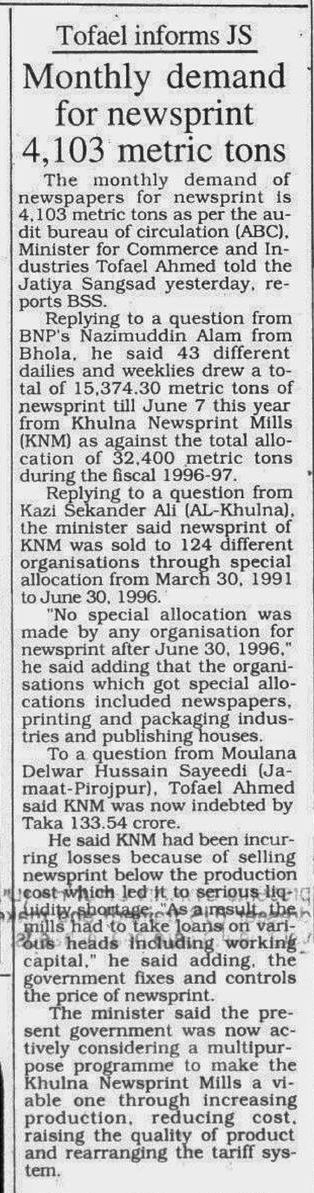 Tofael informs JS
Monthly demand
for newsprint
4,103 metric tons
The monthly demand of
newspapers for newsprint is
4,103 metric tons as per the au-
dit bureau of circulation (ABC),
Minister for Commerce and In-
dustries Tofael Ahmed told the
Jatiya Sangsad yesterday, re-
ports BSS.
Replying to a question from
BNP's Nazimuddin Alam from
Bhola, he said 43 different
dailies and weeklies drew a to-
tal of 15,374.30 metric tons of
newsprint till June 7 this year
from Khulna Newsprint Mills
(KNM) as against the total allo-
cation of 32,400 metric tons
during the fiscal 1996-97.
Replying to a question from
Kazi Sekander Ali (AL-Khulna),
the minister said newsprint of
KNM was sold to 124 different
organisations through special
allocation from March 30, 1991
to June 30, 1996.
"No special allocation was
made by any organisation for
newsprint after June 30, 1996,"
he said adding that the organi-
sations which got special allo-
cations included newspapers,
printing and packaging indus-
tries and publishing houses.
To a question from Moulana
Delwar Hussain Sayeedi (Ja-
maat-Pirojpur), Tofael Ahmed
said KNM was now indebted by
Taka 133.54 crore.
He said KNM had been incur-
ring losses because of selling
newsprint below the production
cost which led it to serious liq-
uidity shortage. "As a result, the
mills had to take loans on vari-
ous heads including working
capital," he said adding, the
government fixes and controls
the price of newsprint.
The minister said the pre-
sent government was now ac-
tively considering a multipur-
pose programme to make the
Khulna Newsprint Mills a vi-
able one through increasing
production, reducing cost,
raising the quality of product
and rearranging the tariff sys-
tem.